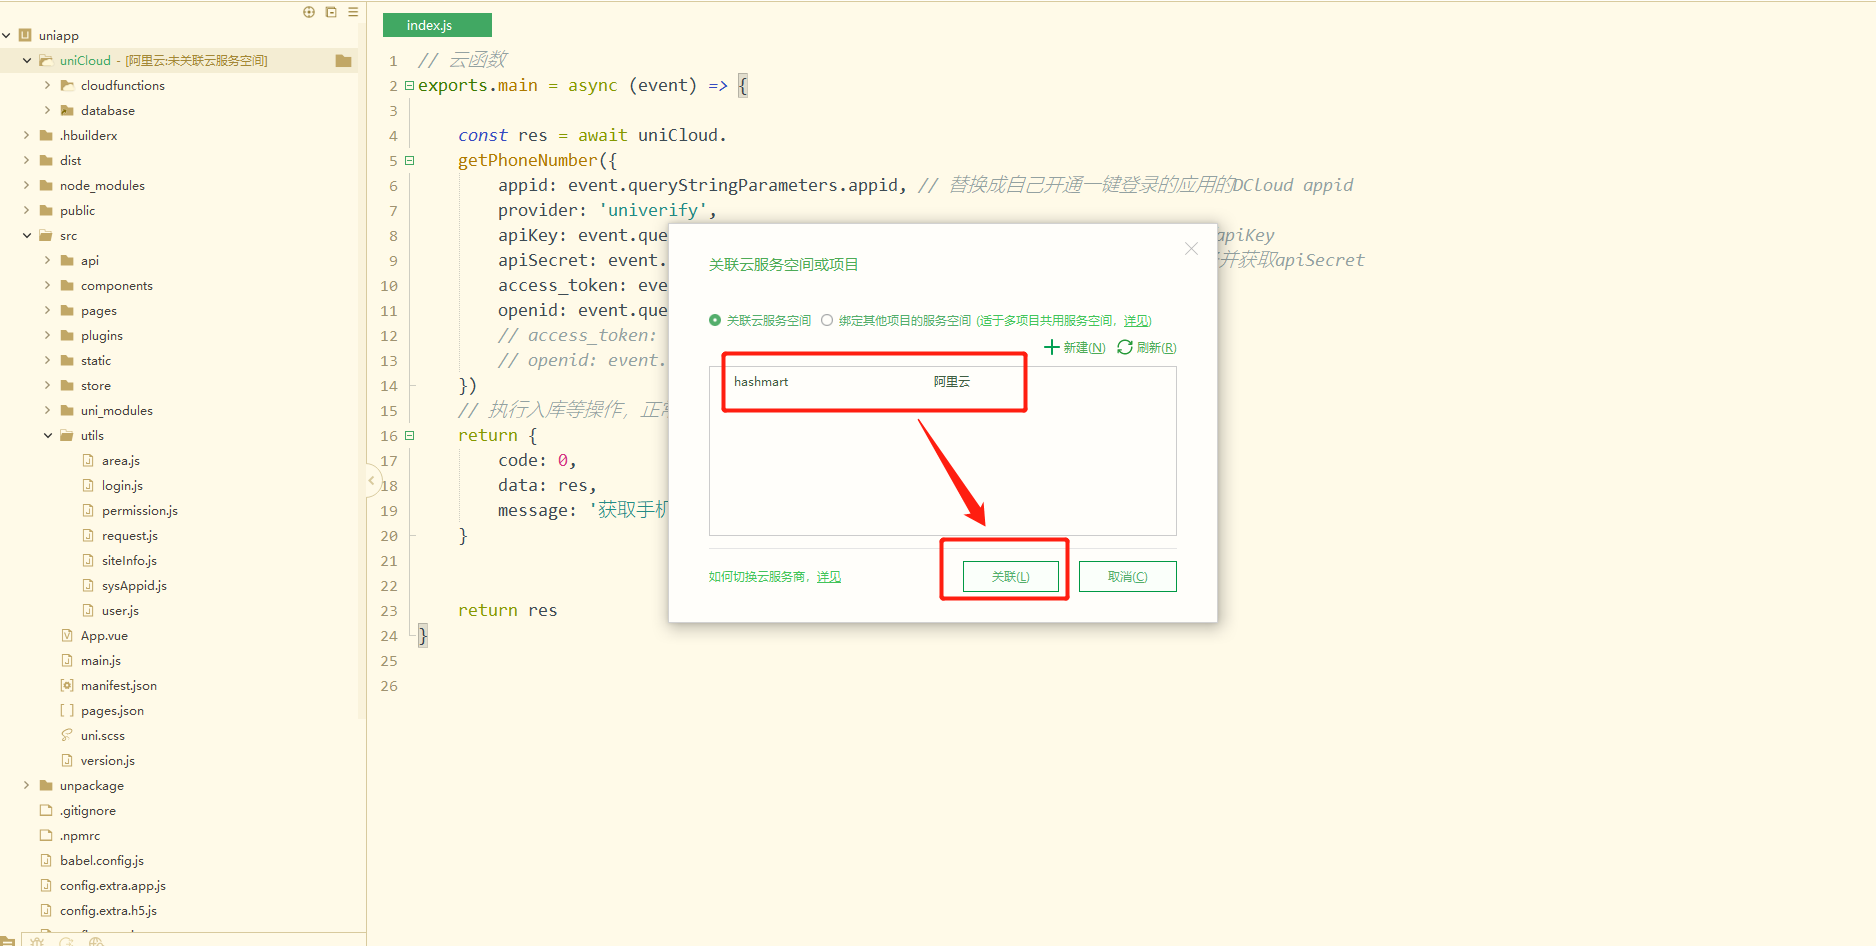 uniapp
uniCloud - [阿里云:未关联云服务空间]
cloudfunctions
database
.hbuilderx
dist
node_modules
public
src
api
components
pages
plugins
static
store
uni_modules
utils
area.js
login.js
permission.js
request.js
siteInfo.js
sysAppid.js
user.js
App.vue
main.js
manifest.json
pages.json
uni.scss
version.js
unpackage
.gitignore
.npmrc
babel.config.js
config.extra.app.js
config.extra.h5.js
index.js
1 // 云函数
2 exports.main = async (event) => {
3
4 const res = await uniCloud.
5 getPhoneNumber({
6 appid: event.queryStringParameters.appid, // 替换成自己开通一键登录的应用的DCloud appid
7 provider: 'univerify',
8 apiKey: event.que apiKey
9 apiSecret: event. 并获取apiSecret
10 access_token: eve
11 openid: event.que
12 // access_token:
13 // openid: event.
14 })
15 // 执行入库等操作，正常
16 return {
17 code: 0,
18 data: res,
19 message: '获取手机
20 }
21
22
23 return res
24 }
25
26
关联云服务空间或项目
关联云服务空间 绑定其他项目的服务空间 (适于多项目共用服务空间，详见)
新建(N) 刷新(R)
hashmart 阿里云
如何切换云服务商，详见
关联(L) 取消(C)